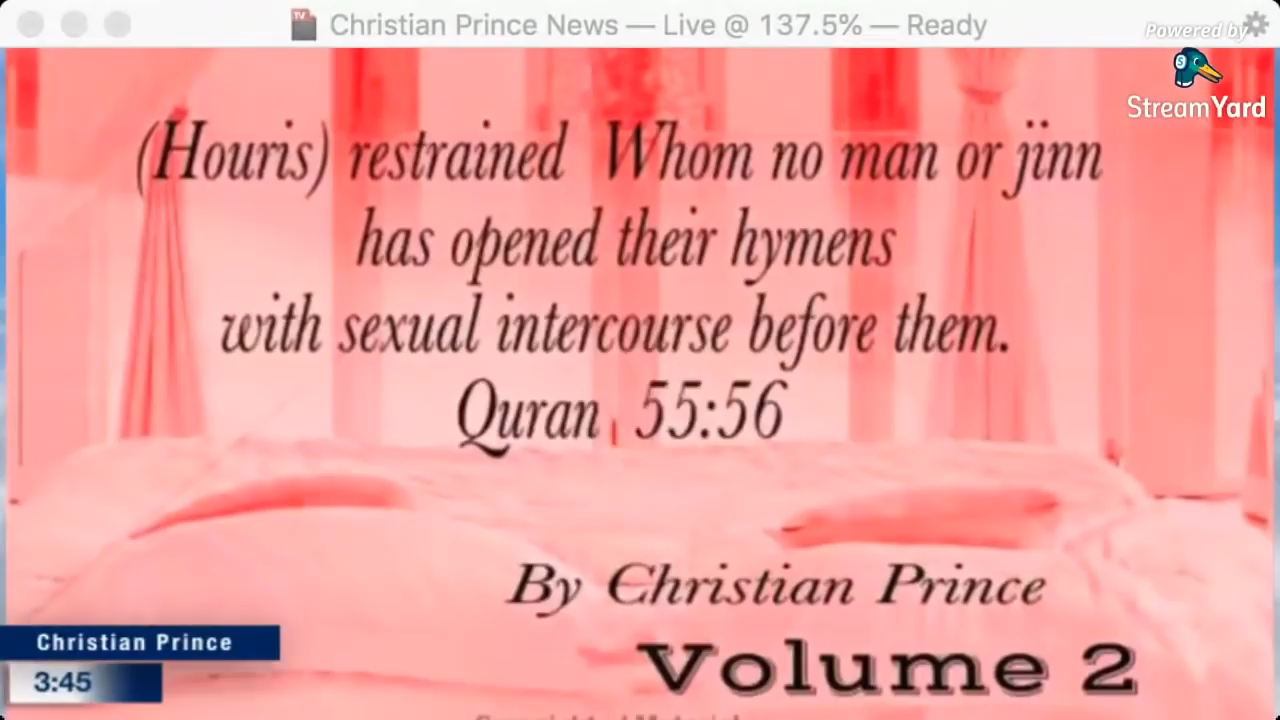 Christian Prince News — Live @ 137.5% — Ready
Powered by
StreamYard
(Houris) restrained Whom no man or jinn
has opened their hymens
with sexual intercourse before them.
Quran 55:56
By Christian Prince
Volume 2
Christian Prince
3:45